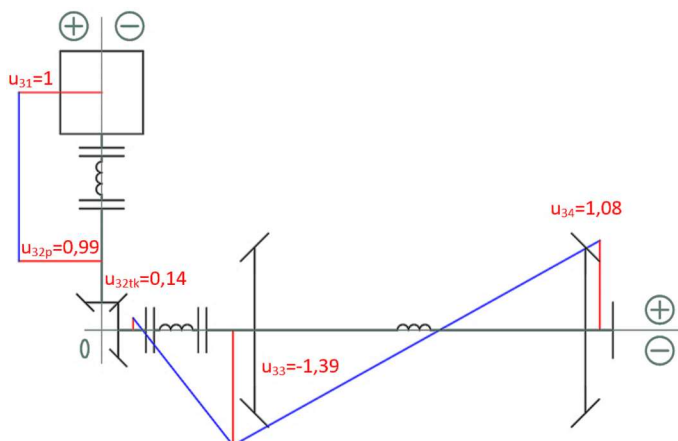 + −
u31=1
u32p=0,99
u34=1,08
u32tk=0,14
+
0
−
u33=-1,39